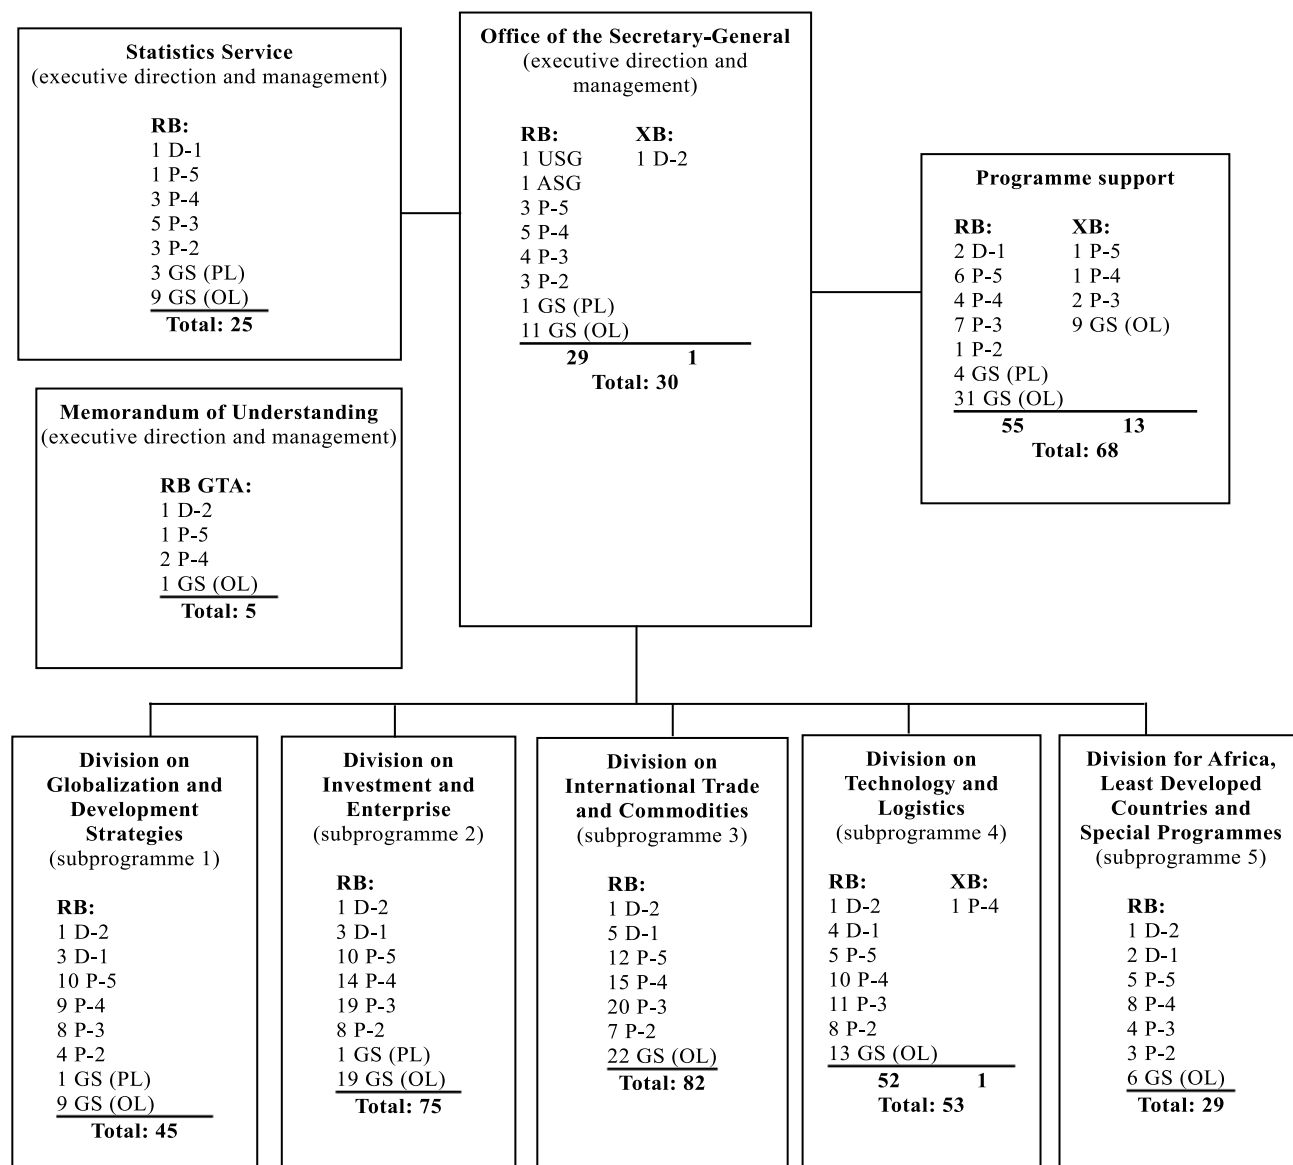 Statistics Service
(executive direction and management)
RB:
1 D-1
1 P-5
3 P-4
5 P-3
3 P-2
3 GS (PL)
9 GS (OL)
Total: 25
Office of the Secretary-General
(executive direction and
management)
RB: XB:
1 USG 1 D-2
1 ASG
3 P-5
5 P-4
4 P-3
3 P-2
1 GS (PL)
11 GS (OL)
29 1
Total: 30
Programme support
RB: XB:
2 D-1 1 P-5
6 P-5 1 P-4
4 P-4 2 P-3
7 P-3 9 GS (OL)
1 P-2
4 GS (PL)
31 GS (OL)
55 13
Total: 68
Memorandum of Understanding
(executive direction and management)
RB GTA:
1 D-2
1 P-5
2 P-4
1 GS (OL)
Total: 5
Division on
Globalization and
Development
Strategies
(subprogramme 1)
RB:
1 D-2
3 D-1
10 P-5
9 P-4
8 P-3
4 P-2
1 GS (PL)
9 GS (OL)
Total: 45
Division on
Investment and
Enterprise
(subprogramme 2)
RB:
1 D-2
3 D-1
10 P-5
14 P-4
19 P-3
8 P-2
1 GS (PL)
19 GS (OL)
Total: 75
Division on
International Trade
and Commodities
(subprogramme 3)
RB:
1 D-2
5 D-1
12 P-5
15 P-4
20 P-3
7 P-2
22 GS (OL)
Total: 82
Division on
Technology and
Logistics
(subprogramme 4)
RB: XB:
1 D-2 1 P-4
4 D-1
5 P-5
10 P-4
11 P-3
8 P-2
13 GS (OL)
52 1
Total: 53
Division for Africa,
Least Developed
Countries and
Special Programmes
(subprogramme 5)
RB:
1 D-2
2 D-1
5 P-5
8 P-4
4 P-3
3 P-2
6 GS (OL)
Total: 29